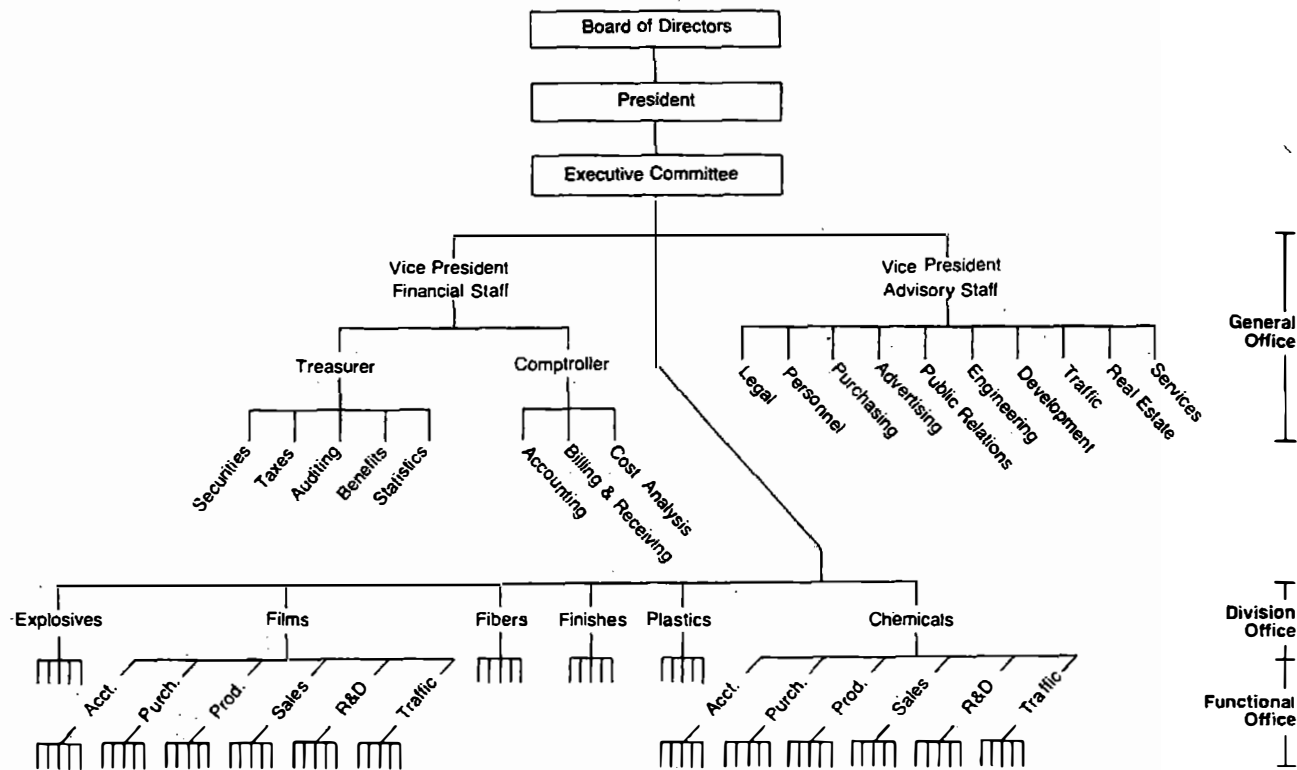 Board of Directors
President
Executive Committee
Vice President
Financial Staff
Vice President
Advisory Staff
General
Office
Treasurer
Comptroller
Legal
Personnel
Purchasing
Advertising
Public Relations
Engineering
Development
Traffic
Real Estate
Services
Securities
Taxes
Auditing
Benefits
Statistics
Accounting
Billing & Receiving
Cost Analysis
Explosives
Films
Fibers
Finishes
Plastics
Chemicals
Division
Office
Acct.
Purch.
Prod.
Sales
R&D
Traffic
Acct.
Purch.
Prod.
Sales
R&D
Traffic
Functional
Office